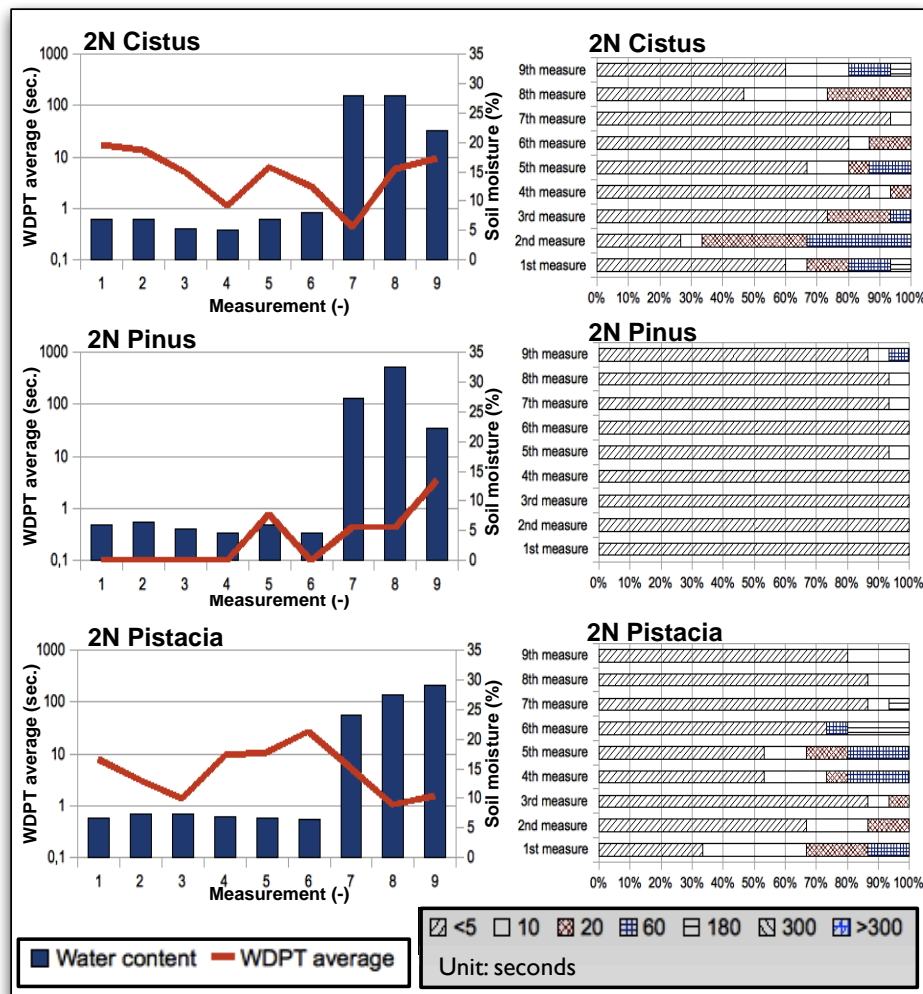 2N Cistus
WDPT average (sec.)
1000
100
10
1
0,1
35
30
25
20
15
10
5
0
Soil moisture (%)
1 2 3 4 5 6 7 8 9
Measurement (-)
2N Cistus
9th measure
8th measure
7th measure
6th measure
5th measure
4th measure
3rd measure
2nd measure
1st measure
0% 10% 20% 30% 40% 50% 60% 70% 80% 90% 100%
2N Pinus
WDPT average (sec.)
1000
100
10
1
0,1
35
30
25
20
15
10
5
0
Soil moisture (%)
1 2 3 4 5 6 7 8 9
Measurement (-)
2N Pinus
9th measure
8th measure
7th measure
6th measure
5th measure
4th measure
3rd measure
2nd measure
1st measure
0% 10% 20% 30% 40% 50% 60% 70% 80% 90% 100%
2N Pistacia
WDPT average (sec.)
1000
100
10
1
0,1
35
30
25
20
15
10
5
0
Soil moisture (%)
1 2 3 4 5 6 7 8 9
Measurement (-)
2N Pistacia
9th measure
8th measure
7th measure
6th measure
5th measure
4th measure
3rd measure
2nd measure
1st measure
0% 10% 20% 30% 40% 50% 60% 70% 80% 90% 100%
Water content WDPT average
<5 10 20 60 180 300 >300
Unit: seconds